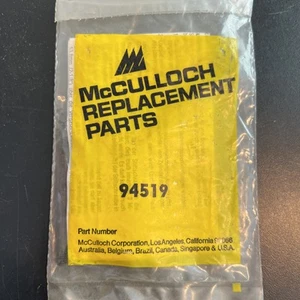 McCULLOCH
REPLACEMENT
PARTS
94519
Part Number
McCulloch Corporation, Los Angeles, California
Australia, Belgium, Brazil, Canada, Singapore & U.S.A.